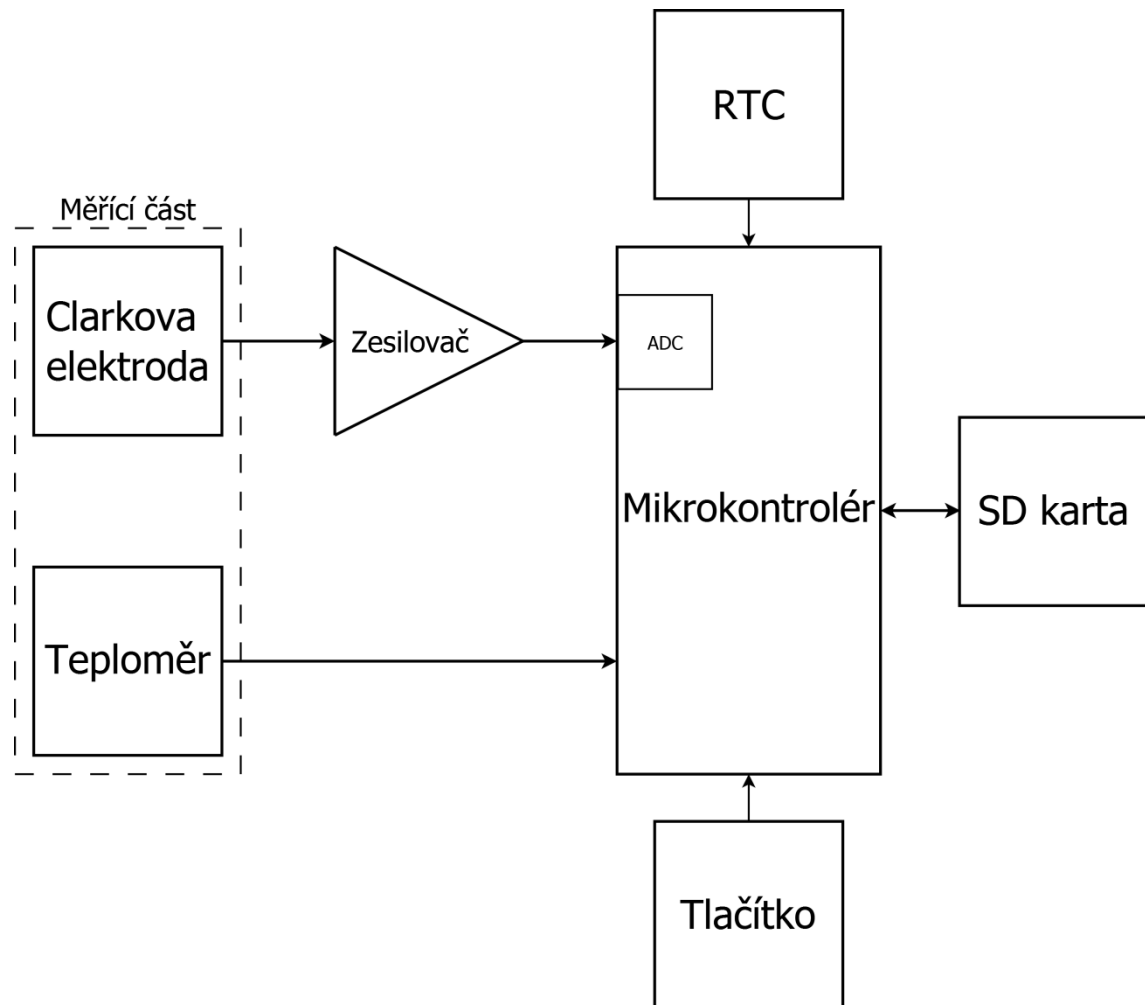 RTC
Měřící část
Clarkova
elektroda
Zesilovač
ADC
Mikrokontrolér
SD karta
Teploměr
Tlačítko